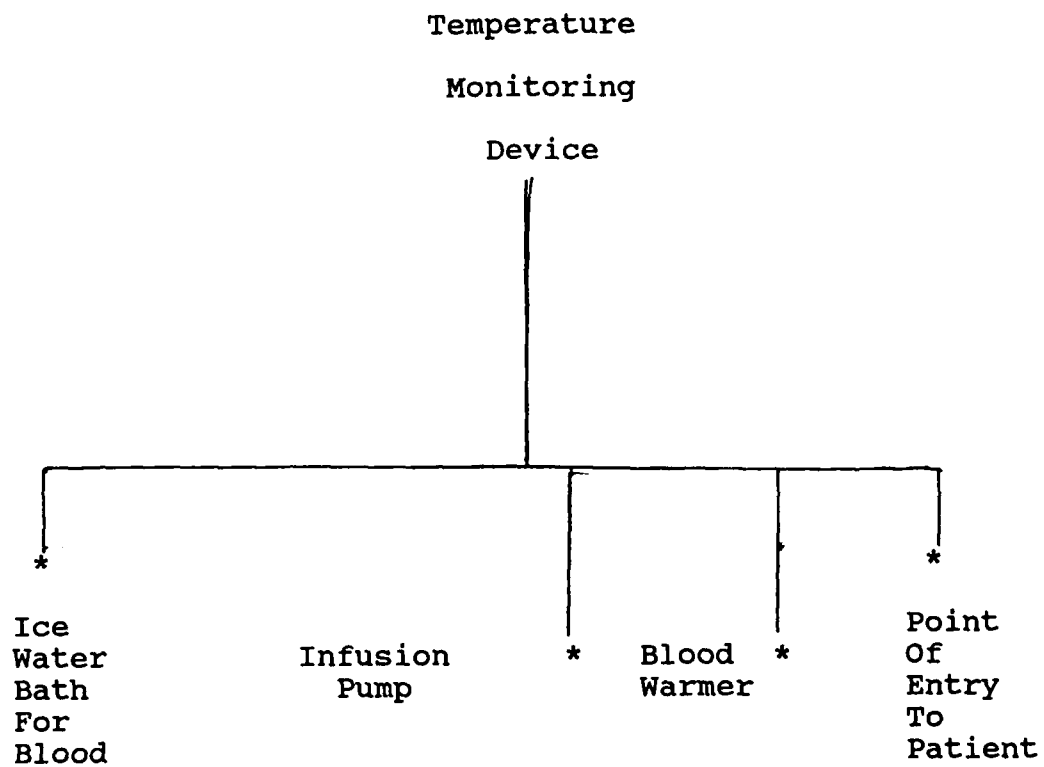 Temperature
Monitoring
Device
*
Ice
Water
Bath
For
Blood
Infusion
Pump
*
Blood
Warmer
*
*
Point
Of
Entry
To
Patient